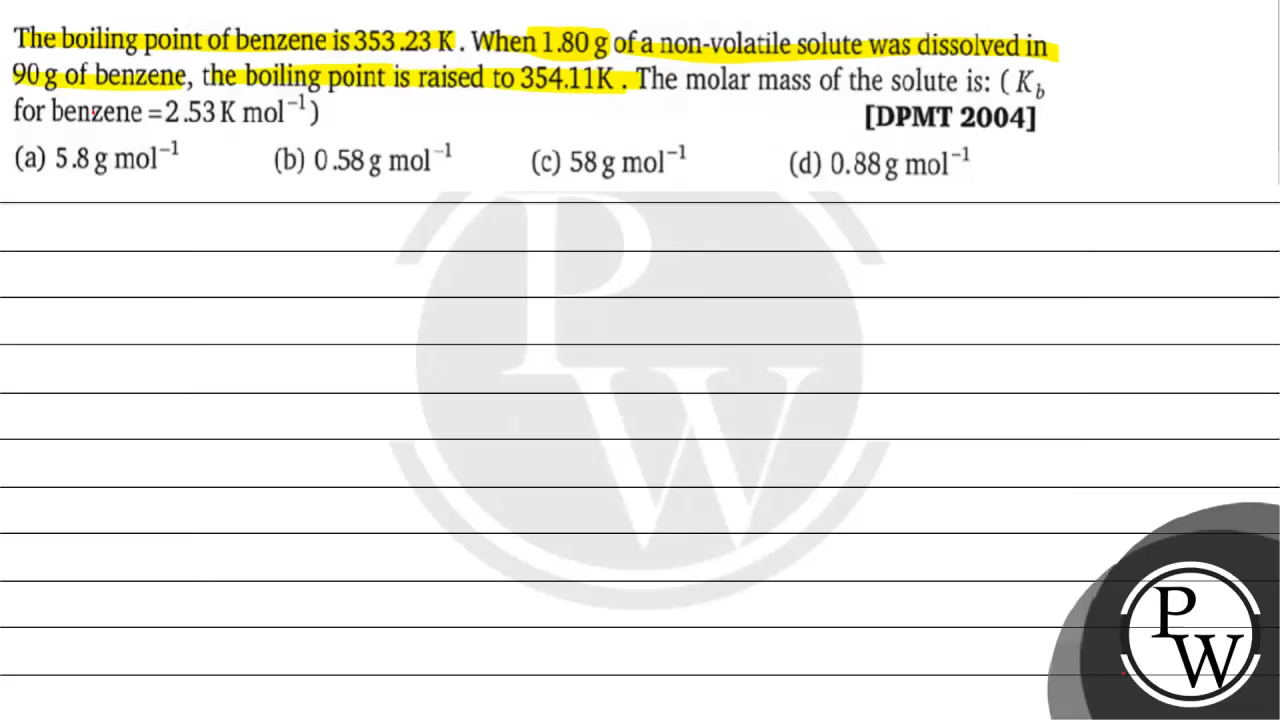 The boiling point of benzene is 353.23 K. When 1.80 g of a non-volatile solute was dissolved in
90 g of benzene, the boiling point is raised to 354.11K. The molar mass of the solute is: ( K_b
for benzene = 2.53 K mol⁻¹)   [DPMT 2004]
(a) 5.8 g mol⁻¹   (b) 0.58 g mol⁻¹   (c) 58 g mol⁻¹   (d) 0.88 g mol⁻¹
P
W
P
W